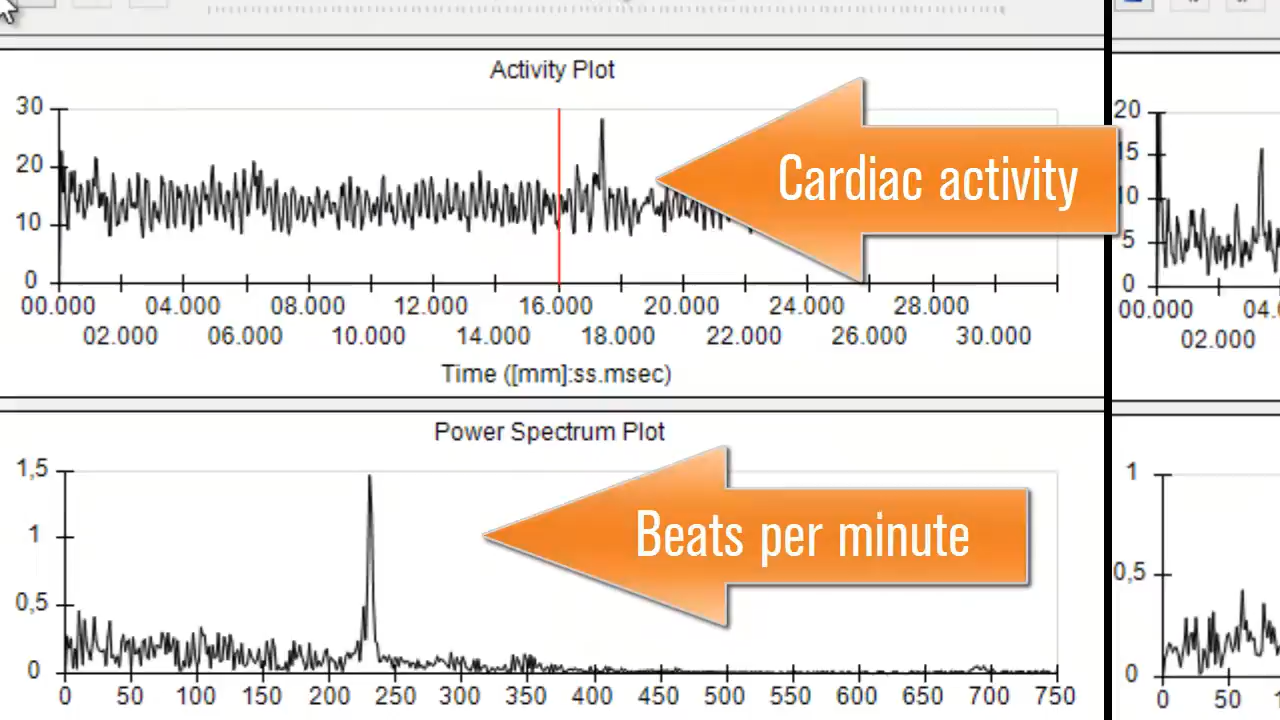 Activity Plot
30
20
10
0
00.000 04.000 08.000 12.000 16.000 20.000 24.000 28.000
02.000 06.000 10.000 14.000 18.000 22.000 26.000 30.000
Time ([mm]:ss.msec)
Cardiac activity
Power Spectrum Plot
1,5
1
0,5
0
0 50 100 150 200 250 300 350 400 450 500 550 600 650 700 750
Beats per minute
20
15
10
5
0
00.000 04.0
02.000
1
0,5
0
0 50 1